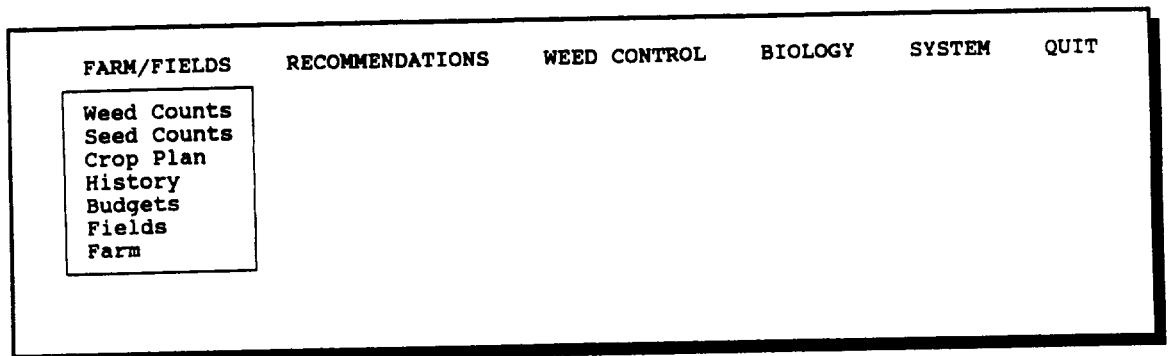 FARM/FIELDS RECOMMENDATIONS WEED CONTROL BIOLOGY SYSTEM QUIT
Weed Counts
Seed Counts
Crop Plan
History
Budgets
Fields
Farm